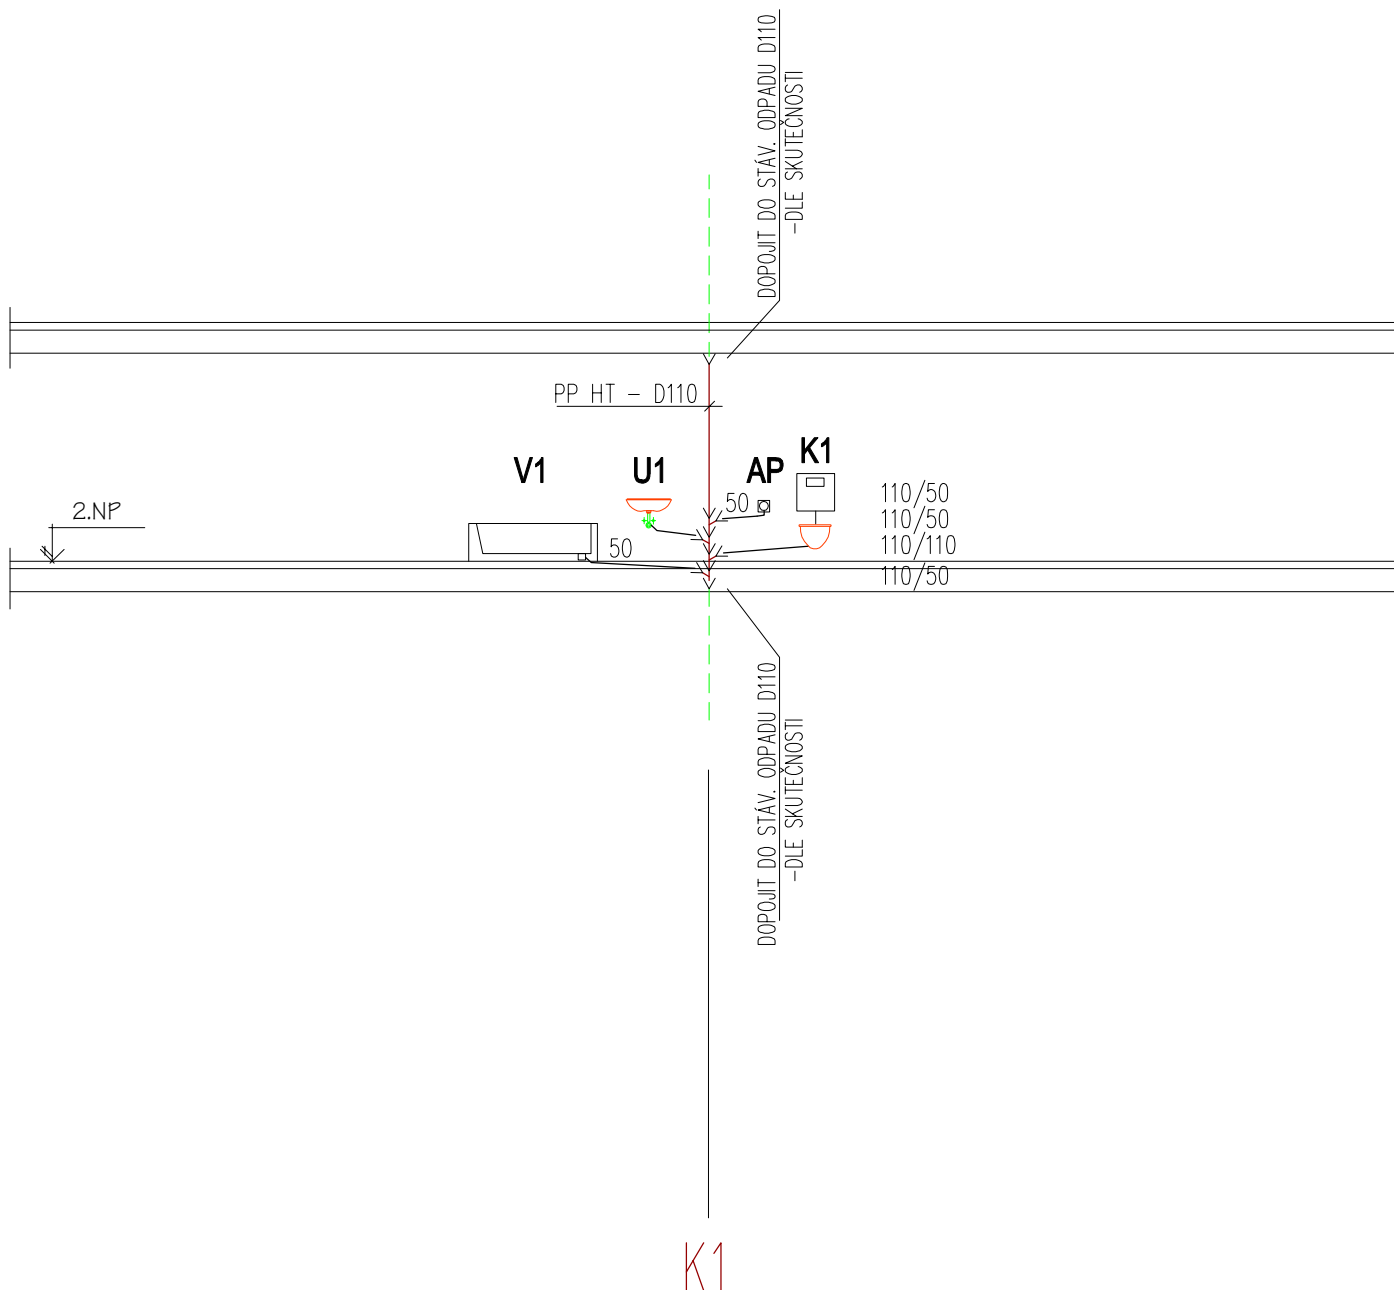 DOPOJIT DO STÁV. ODPADU D110
-DLE SKUTEČNOSTI
PP HT - D110
V1
U1
AP
K1
50
110/50
110/50
110/110
110/50
2.NP
50
DOPOJIT DO STÁV. ODPADU D110
-DLE SKUTEČNOSTI
K1